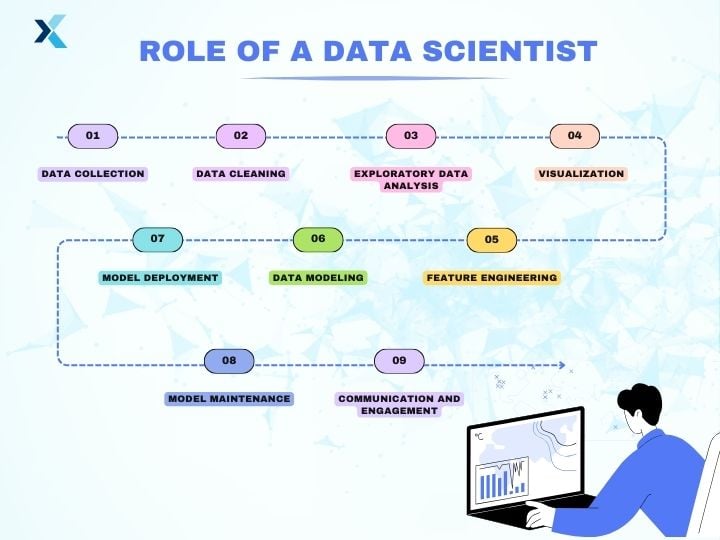 ROLE OF A DATA SCIENTIST
01
DATA COLLECTION
02
DATA CLEANING
03
EXPLORATORY DATA
ANALYSIS
04
VISUALIZATION
05
FEATURE ENGINEERING
06
DATA MODELING
07
MODEL DEPLOYMENT
08
MODEL MAINTENANCE
09
COMMUNICATION AND
ENGAGEMENT
°C